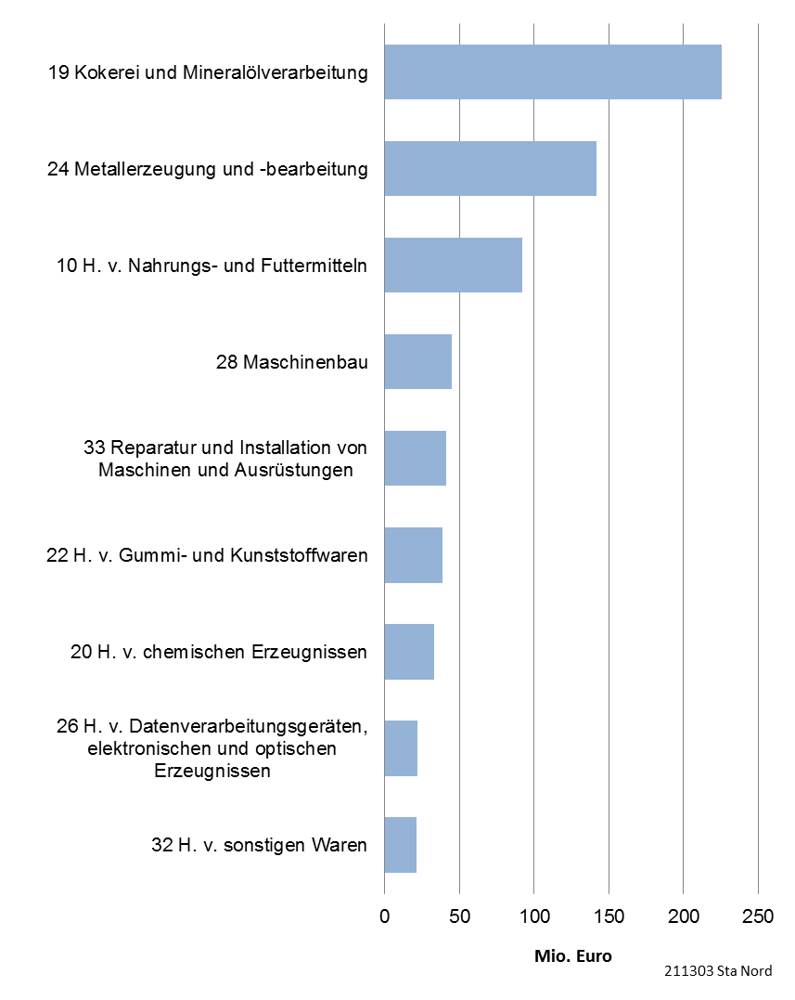 19 Kokerei und Mineralölverarbeitung
24 Metallerzeugung und -bearbeitung
10 H. v. Nahrungs- und Futtermitteln
28 Maschinenbau
33 Reparatur und Installation von
Maschinen und Ausrüstungen
22 H. v. Gummi- und Kunststoffwaren
20 H. v. chemischen Erzeugnissen
26 H. v. Datenverarbeitungsgeräten,
elektronischen und optischen
Erzeugnissen
32 H. v. sonstigen Waren
0 50 100 150 200 250
Mio. Euro
211303 Sta Nord